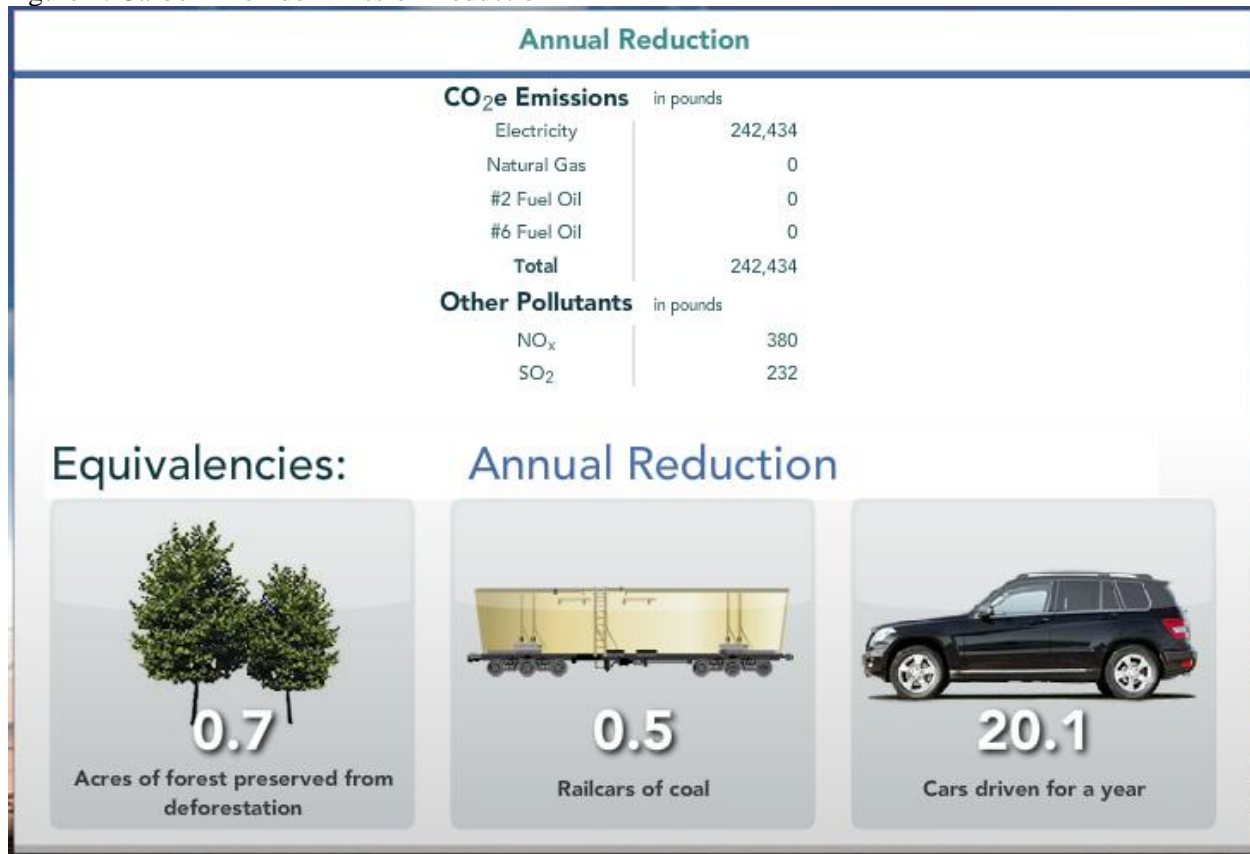 Annual Reduction
CO₂e Emissions in pounds
Electricity 242,434
Natural Gas 0
#2 Fuel Oil 0
#6 Fuel Oil 0
Total 242,434
Other Pollutants in pounds
NOₓ 380
SO₂ 232
Equivalencies: Annual Reduction
0.7 0.5 20.1
Acres of forest preserved from
deforestation
Railcars of coal
Cars driven for a year